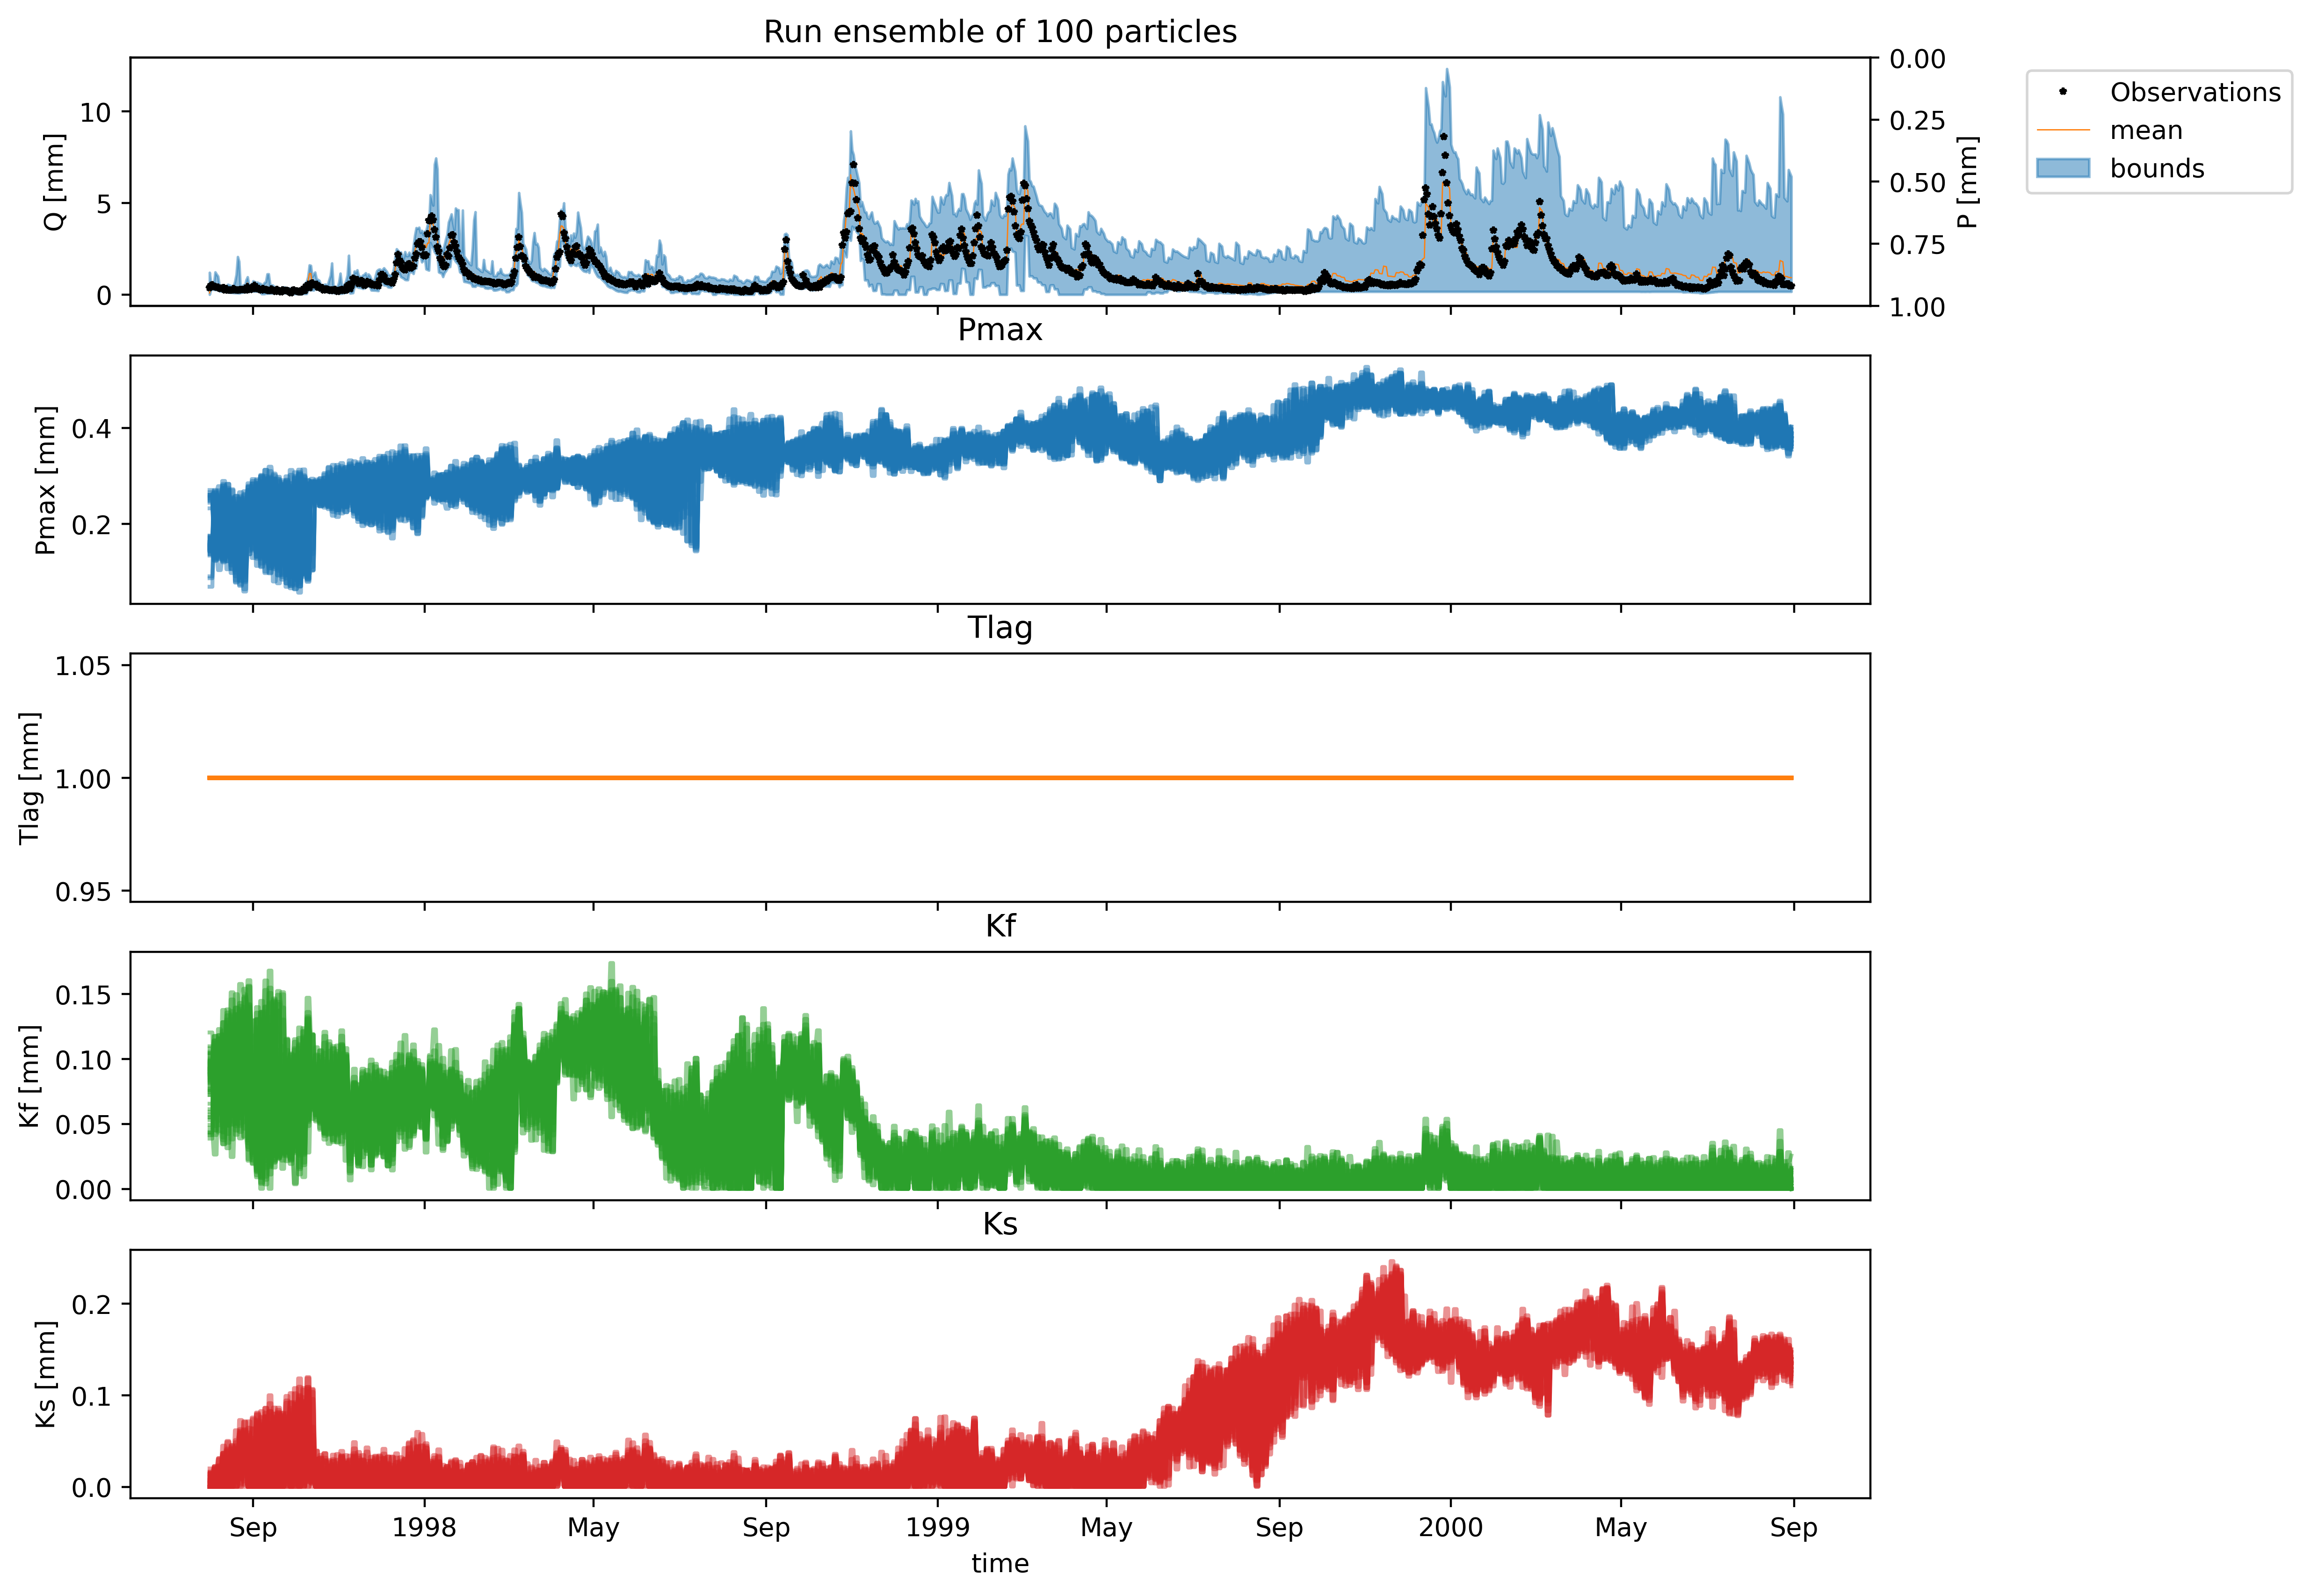 Run ensemble of 100 particles
Q [mm]
10
5
0
0.00
0.25
0.50
0.75
1.00
P [mm]
Observations
mean
bounds
Pmax
Pmax [mm]
0.4
0.2
Tlag
Tlag [mm]
1.05
1.00
0.95
Kf
Kf [mm]
0.15
0.10
0.05
0.00
Ks
Ks [mm]
0.2
0.1
0.0
Sep 1998 May Sep 1999 May Sep 2000 May Sep
time